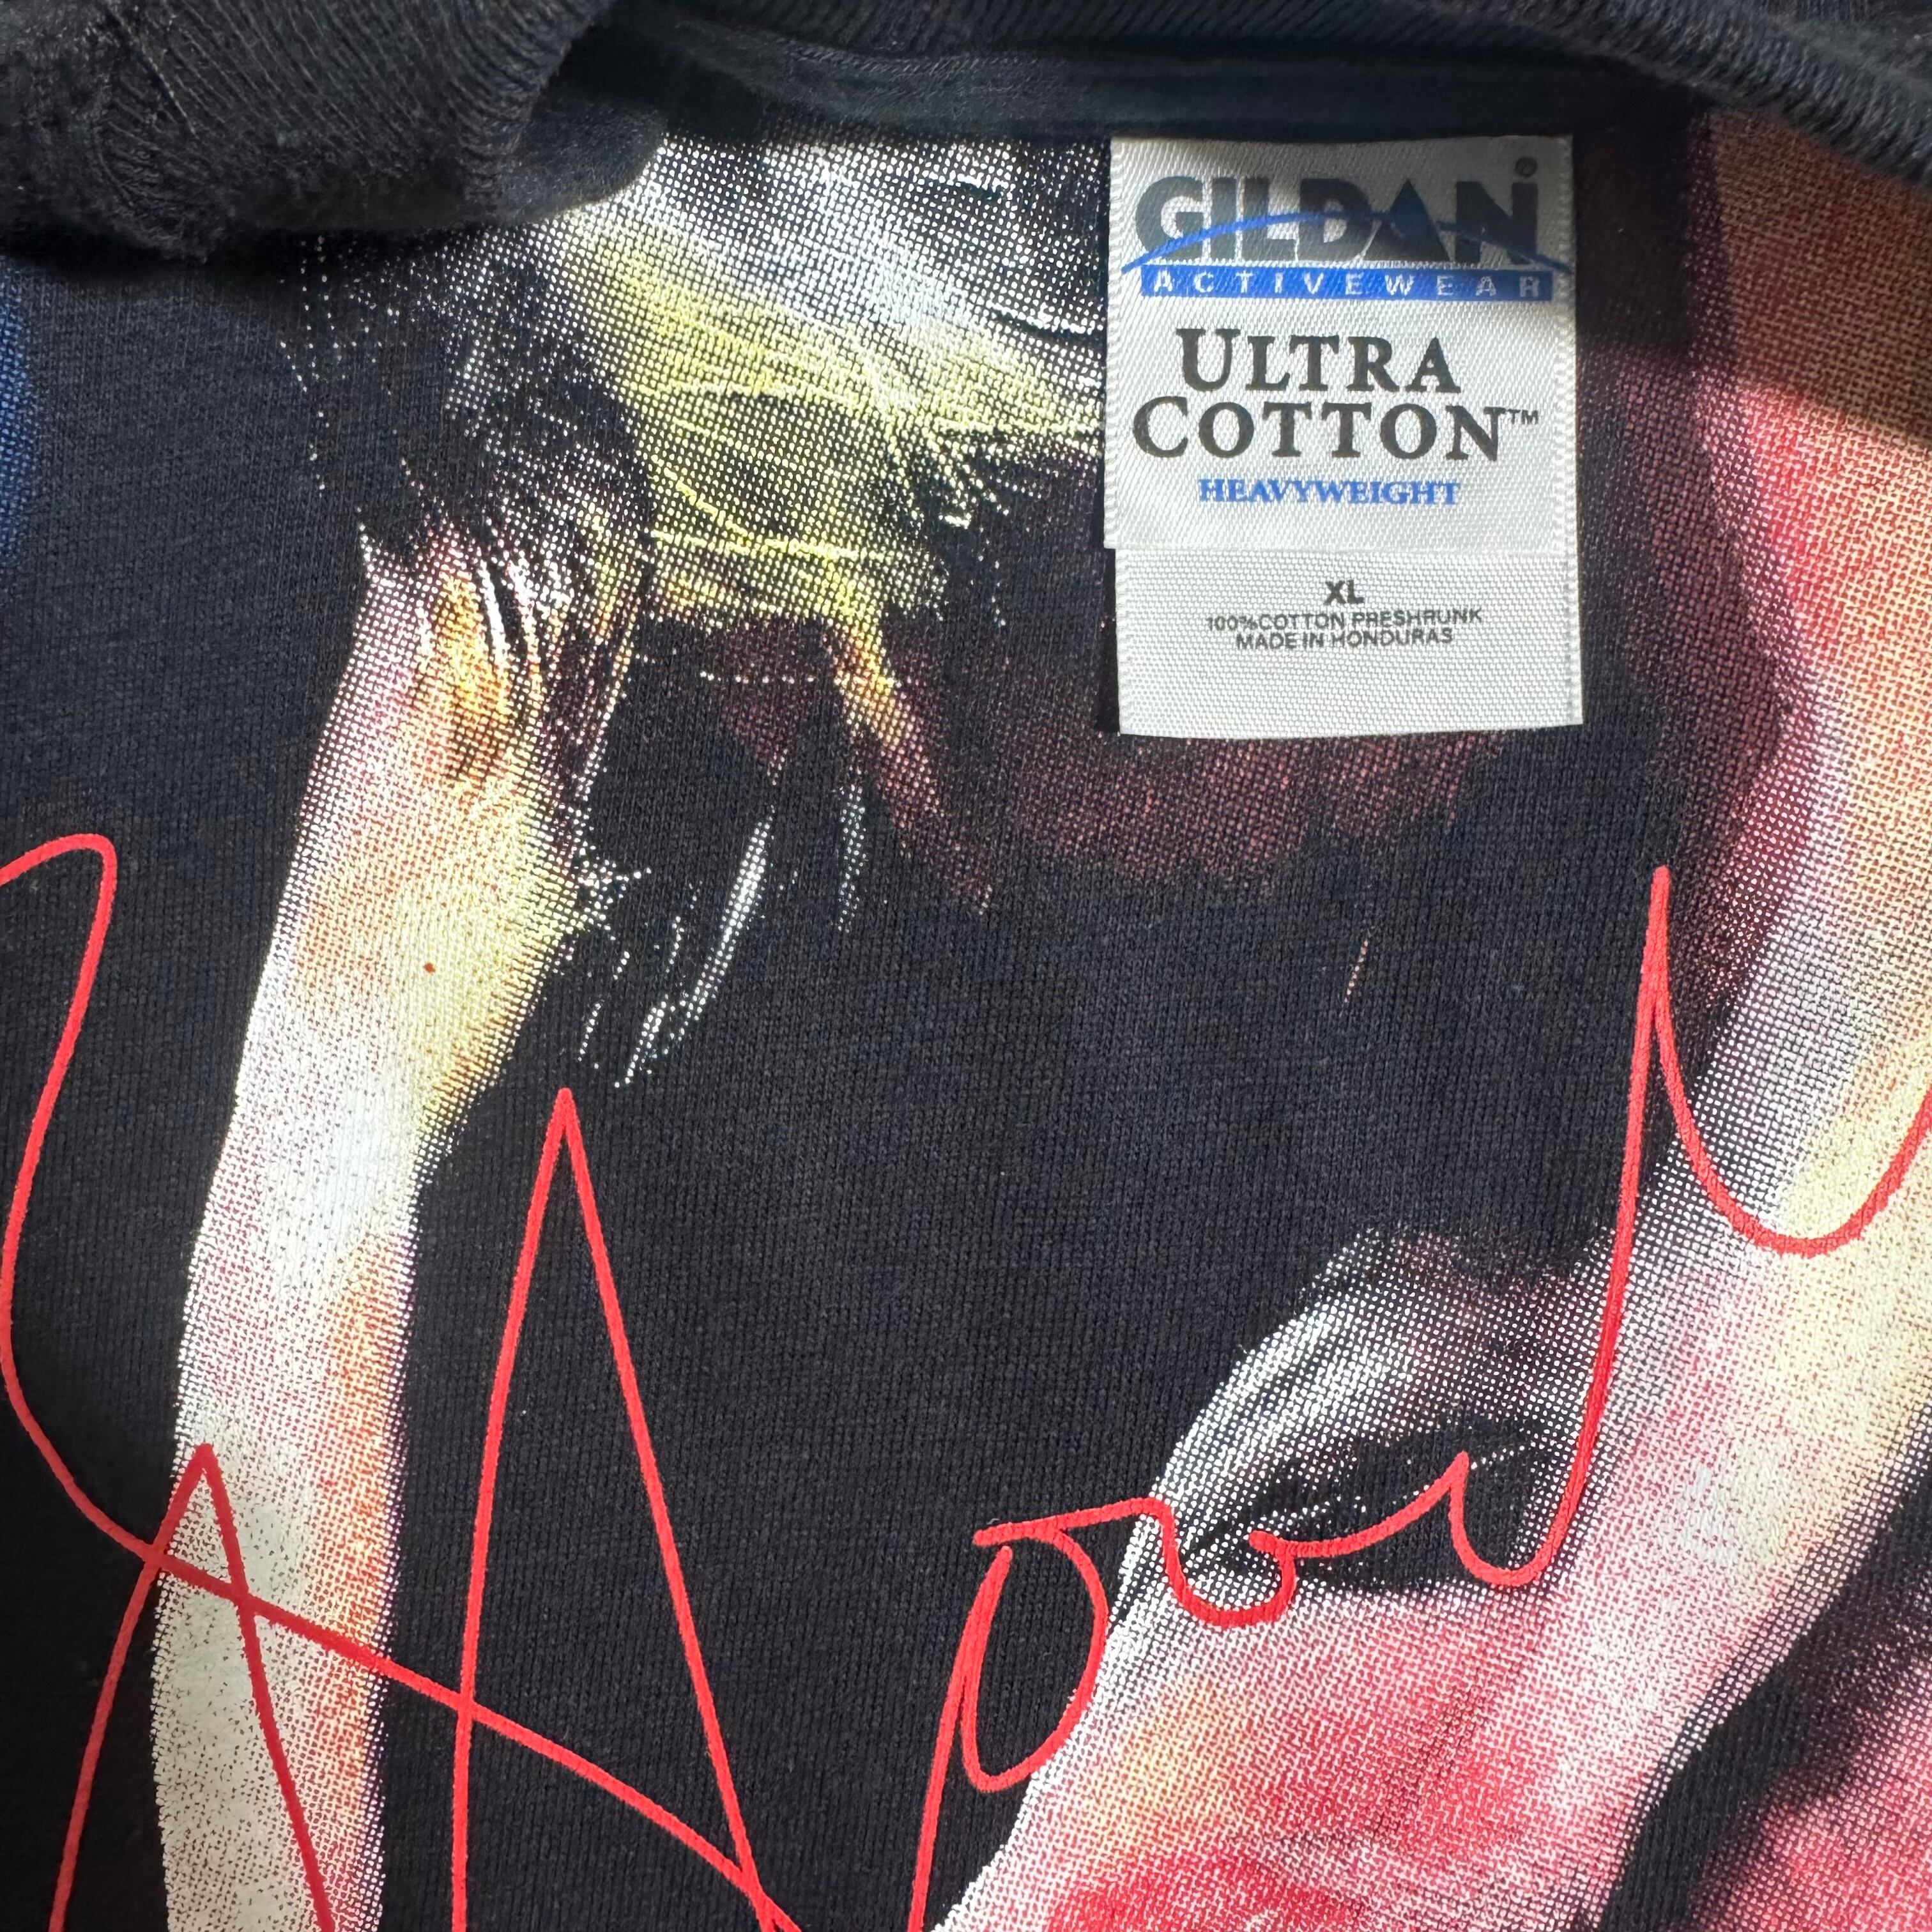 GILDAN®
ACTIVEWEAR
ULTRA
COTTON™
HEAVYWEIGHT
XL
100%COTTON PRESHRUNK
MADE IN HONDURAS